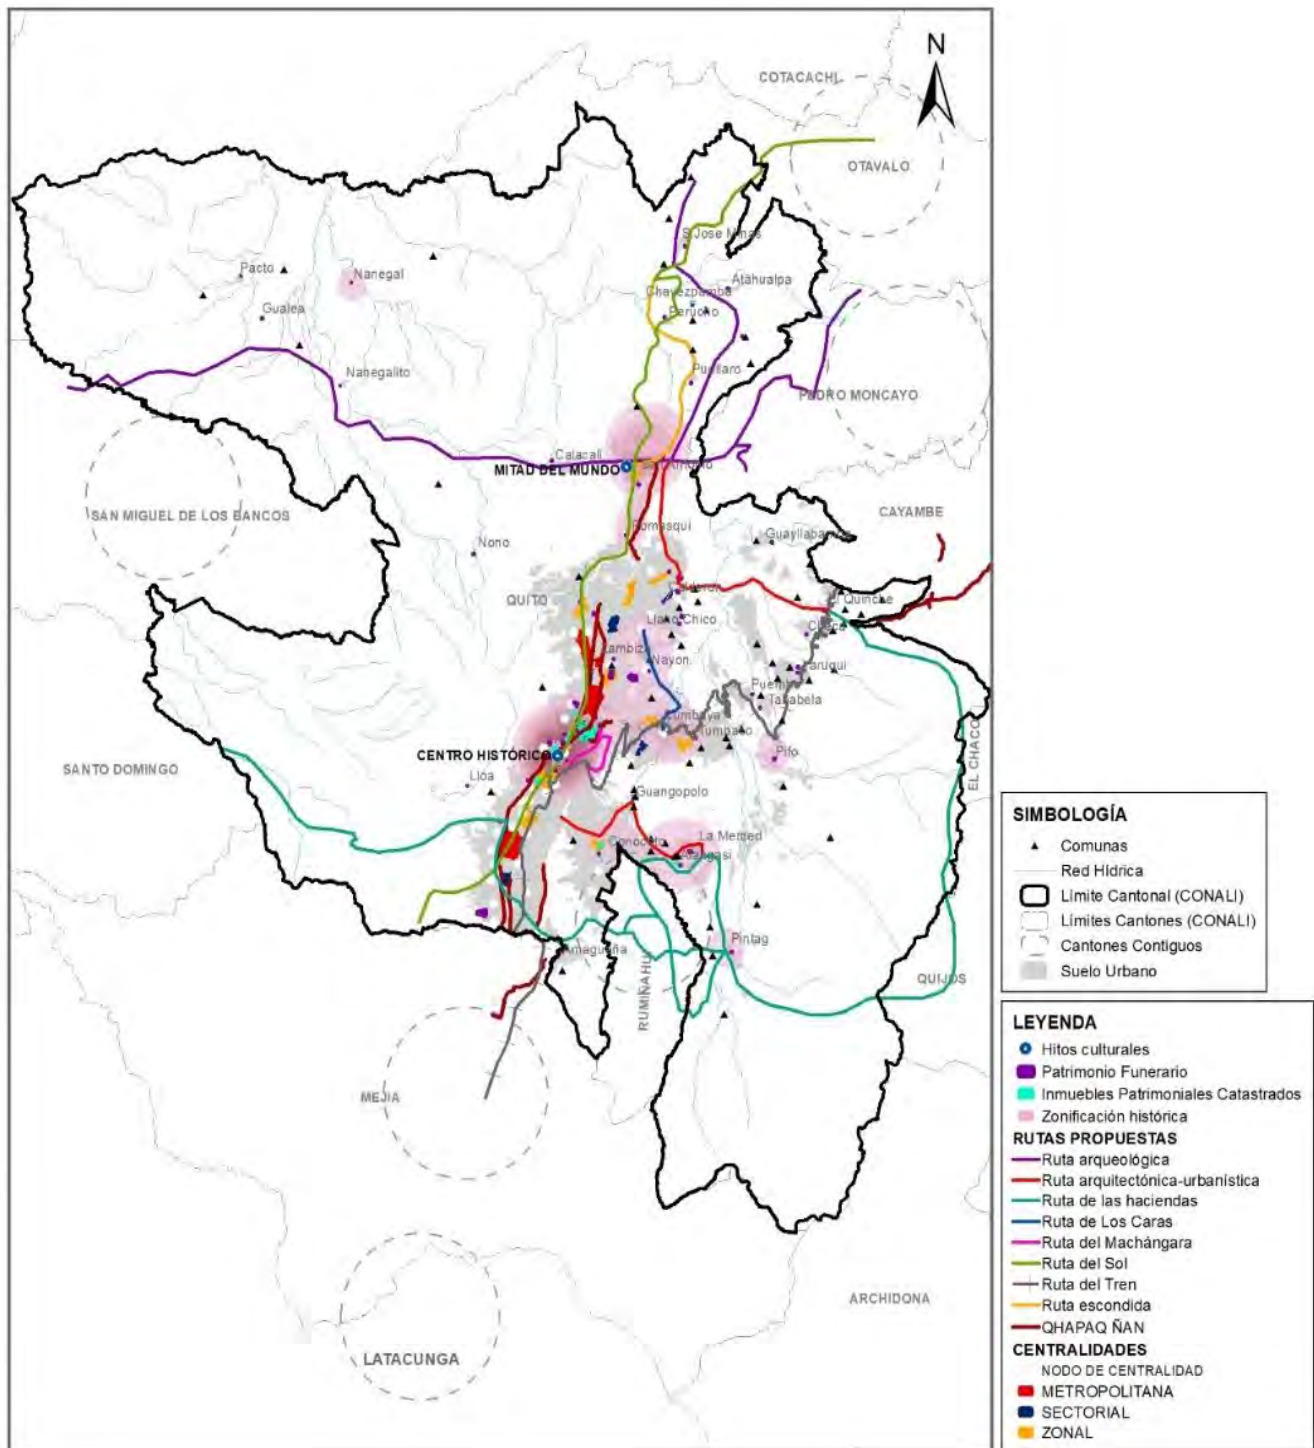 N
COTACACHI
OTAVALO
S.Jose Minas
Pacto
Nanegal
Atahualpa
Chavezpamba
Perucho
Gualea
Puellaro
Nanegalito
PEDRO MONCAYO
Calacali
MITAD DEL MUNDO
SAN MIGUEL DE LOS BANCOS
CAYAMBE
Pomasqui
Guayllabamba
Nono
QUITO
Quinche
Llano Chico
Checa
Zambiza
Nayon
Yaruqui
Puembo
Tababela
Cumbaya
Tumbaco
CENTRO HISTÓRICO
Pifo
SANTO DOMINGO
EL CHACO
Lloa
Guangopolo
La Merced
Conocoto
Alangasi
Pintag
Amaguaña
QUIJOS
RUMIÑAHUI
MEJIA
ARCHIDONA
LATACUNGA
SIMBOLOGÍA
Comunas
Red Hídrica
Límite Cantonal (CONALI)
Límites Cantones (CONALI)
Cantones Contiguos
Suelo Urbano
LEYENDA
Hitos culturales
Patrimonio Funerario
Inmuebles Patrimoniales Catastrados
Zonificación histórica
RUTAS PROPUESTAS
Ruta arqueológica
Ruta arquitectónica-urbanística
Ruta de las haciendas
Ruta de Los Caras
Ruta del Machángara
Ruta del Sol
Ruta del Tren
Ruta escondida
QHAPAQ ÑAN
CENTRALIDADES
NODO DE CENTRALIDAD
METROPOLITANA
SECTORIAL
ZONAL